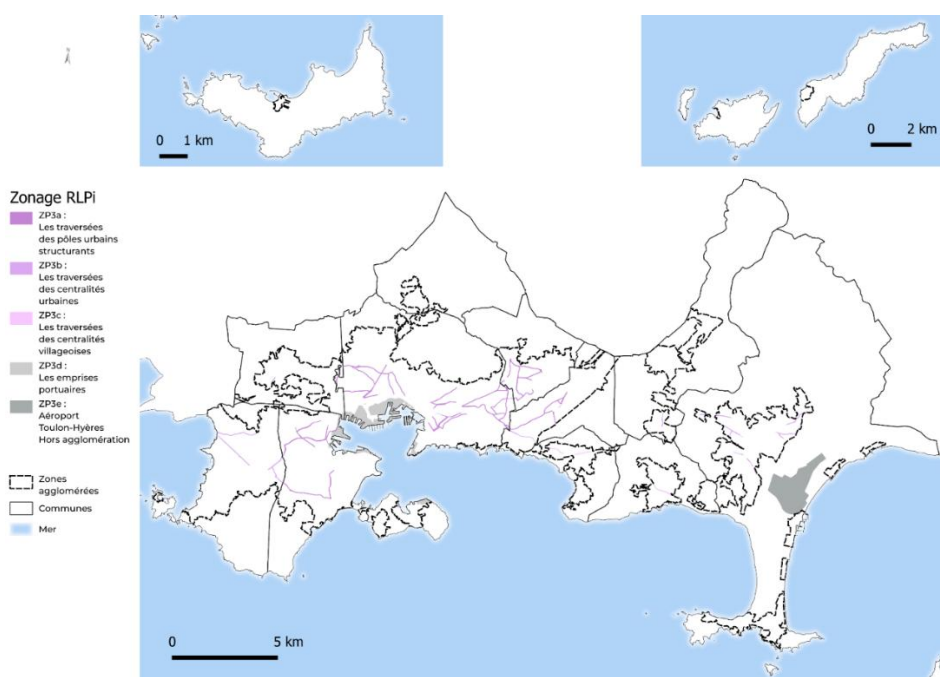 0 1 km
0 2 km
Zonage RLPi
ZP3a :
Les traversées
des pôles urbains
structurants
ZP3b :
Les traversées
des centralités
urbaines
ZP3c :
Les traversées
des centralités
villageoises
ZP3d :
Les emprises
portuaires
ZP3e :
Aéroport
Toulon-Hyères
Hors agglomération
Zones
agglomérées
Communes
Mer
0 5 km